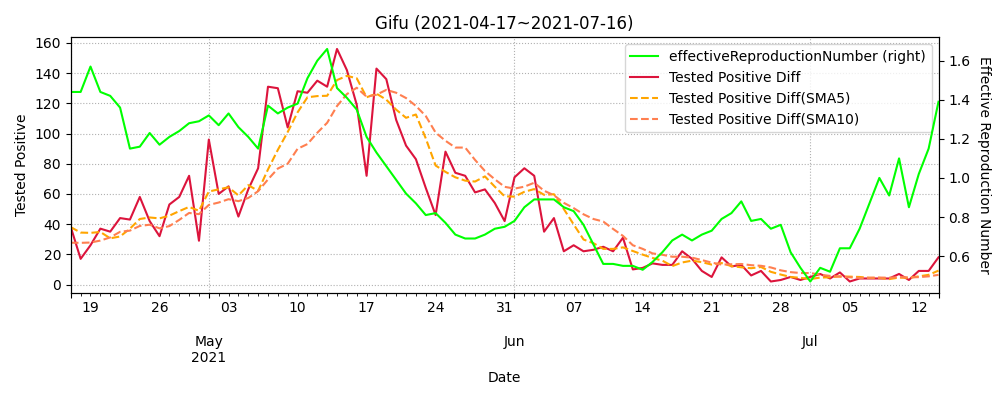 Gifu (2021-04-17~2021-07-16)
effectiveReproductionNumber (right)
Tested Positive Diff
Tested Positive Diff(SMA5)
Tested Positive Diff(SMA10)
Tested Positive
160
140
120
100
80
60
40
20
0
1.6
1.4
1.2
1.0
0.8
0.6
Effective Reproduction Number
19 03 10 17 24 31 07 14 21 28 05 12
26
May Jun Jul
2021
Date